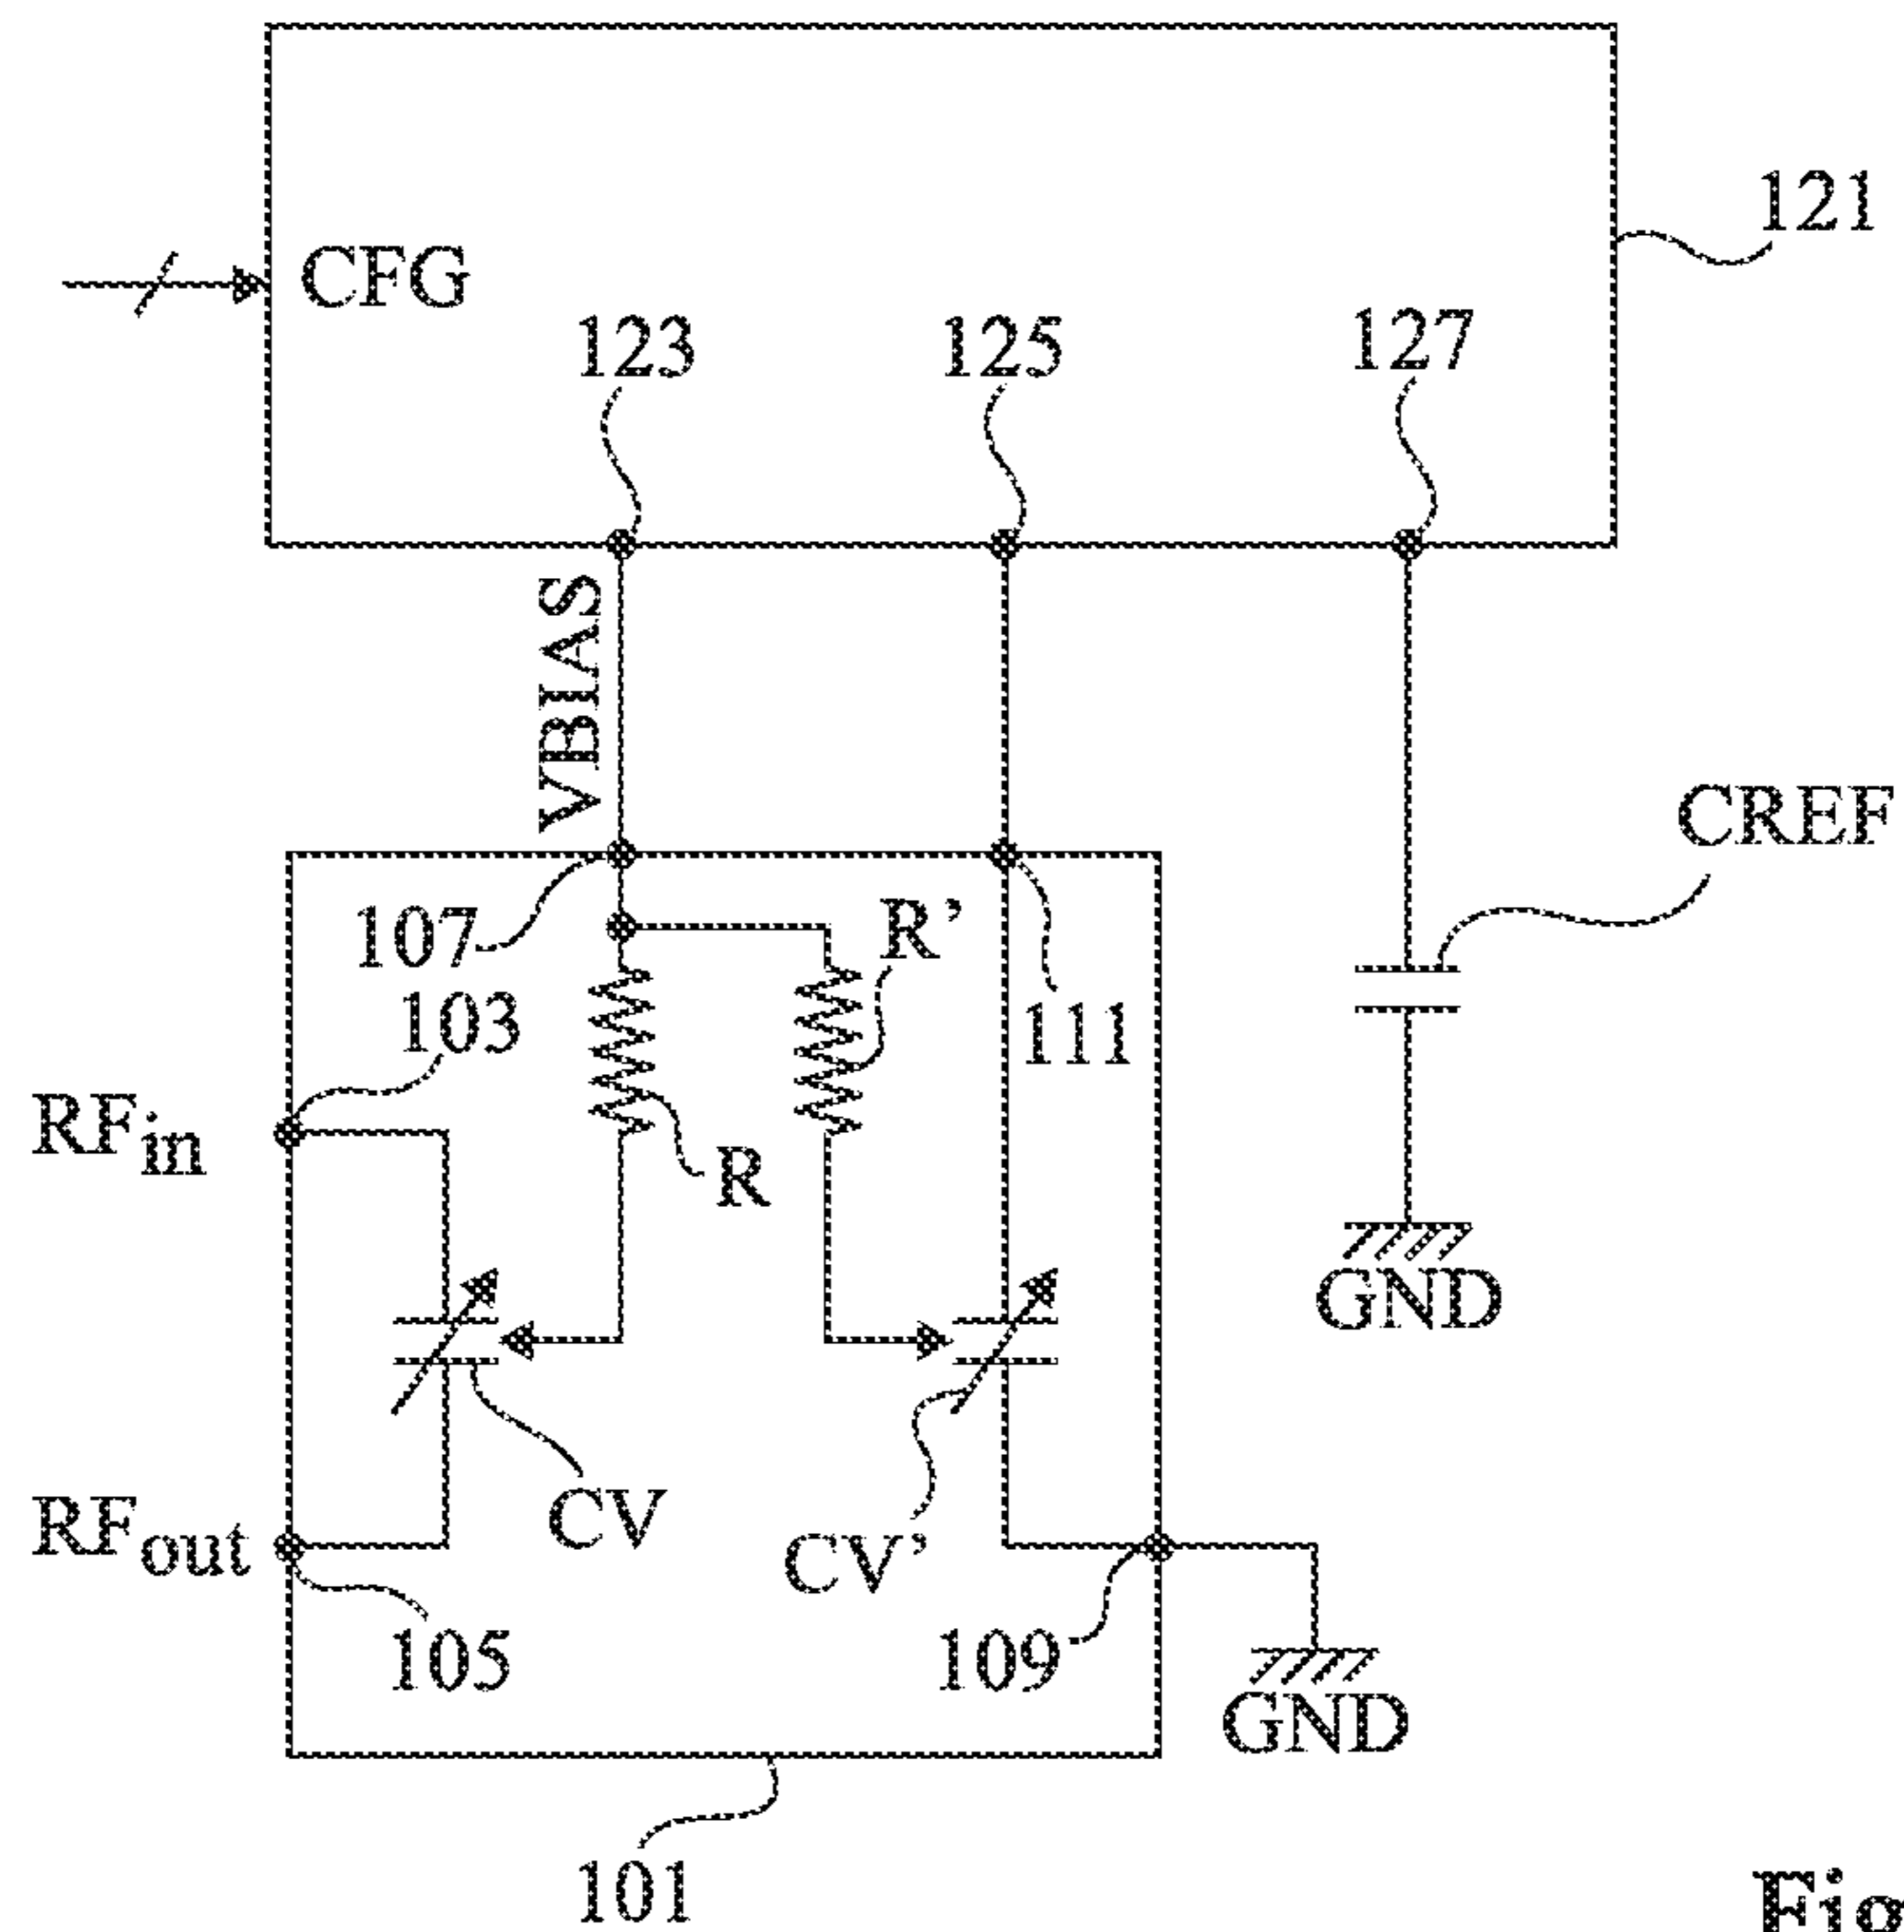 121
CFG
123
125
127
VBIAS
CREF
107
R'
103
111
RFin
R
GND
CV
RFout
CV'
105
109
GND
101
Fig